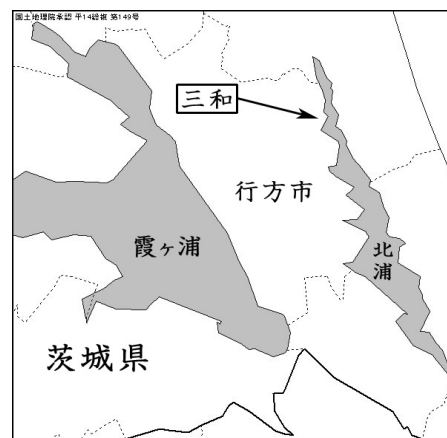 国土地理院承認 平14総複 第149号
三和
行方市
霞ヶ浦
北浦
茨城県